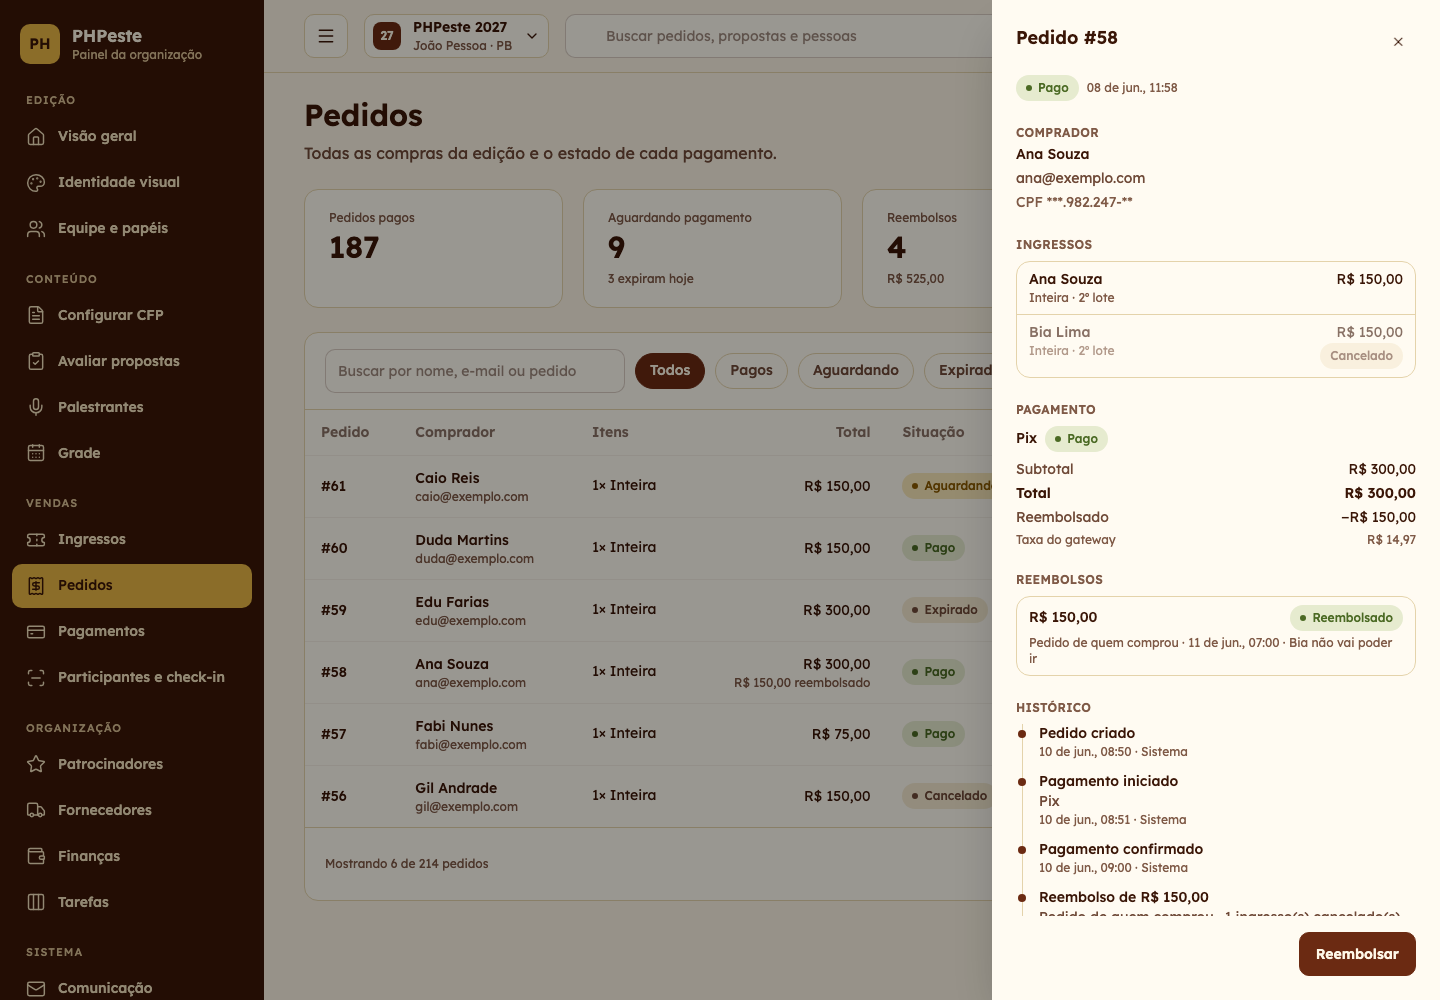 PH
PHPeste
Painel da organização
EDIÇÃO
Visão geral
Identidade visual
Equipe e papéis
CONTEÚDO
Configurar CFP
Avaliar propostas
Palestrantes
Grade
VENDAS
Ingressos
Pedidos
Pagamentos
Participantes e check-in
ORGANIZAÇÃO
Patrocinadores
Fornecedores
Finanças
Tarefas
SISTEMA
Comunicação
27
PHPeste 2027
João Pessoa · PB
Buscar pedidos, propostas e pessoas
Pedidos
Todas as compras da edição e o estado de cada pagamento.
Pedidos pagos
187
Aguardando pagamento
9
3 expiram hoje
Reembolsos
4
R$ 525,00
Buscar por nome, e-mail ou pedido
Todos
Pagos
Aguardando
Expirad
Pedido Comprador Itens Total Situação
#61 Caio Reis 1× Inteira R$ 150,00 Aguardand
caio@exemplo.com
#60 Duda Martins 1× Inteira R$ 150,00 Pago
duda@exemplo.com
#59 Edu Farias 1× Inteira R$ 300,00 Expirado
edu@exemplo.com
#58 Ana Souza 1× Inteira R$ 300,00 Pago
ana@exemplo.com R$ 150,00 reembolsado
#57 Fabi Nunes 1× Inteira R$ 75,00 Pago
fabi@exemplo.com
#56 Gil Andrade 1× Inteira R$ 150,00 Cancelado
gil@exemplo.com
Mostrando 6 de 214 pedidos
Pedido #58
Pago 08 de jun., 11:58
COMPRADOR
Ana Souza
ana@exemplo.com
CPF ***.982.247-**
INGRESSOS
Ana Souza R$ 150,00
Inteira · 2º lote
Bia Lima R$ 150,00
Inteira · 2º lote Cancelado
PAGAMENTO
Pix Pago
Subtotal R$ 300,00
Total R$ 300,00
Reembolsado −R$ 150,00
Taxa do gateway R$ 14,97
REEMBOLSOS
R$ 150,00 Reembolsado
Pedido de quem comprou · 11 de jun., 07:00 · Bia não vai poder
ir
HISTÓRICO
Pedido criado
10 de jun., 08:50 · Sistema
Pagamento iniciado
Pix
10 de jun., 08:51 · Sistema
Pagamento confirmado
10 de jun., 09:00 · Sistema
Reembolso de R$ 150,00
Pedido de quem comprou · 1 ingresso(s) cancelado(s)
Reembolsar